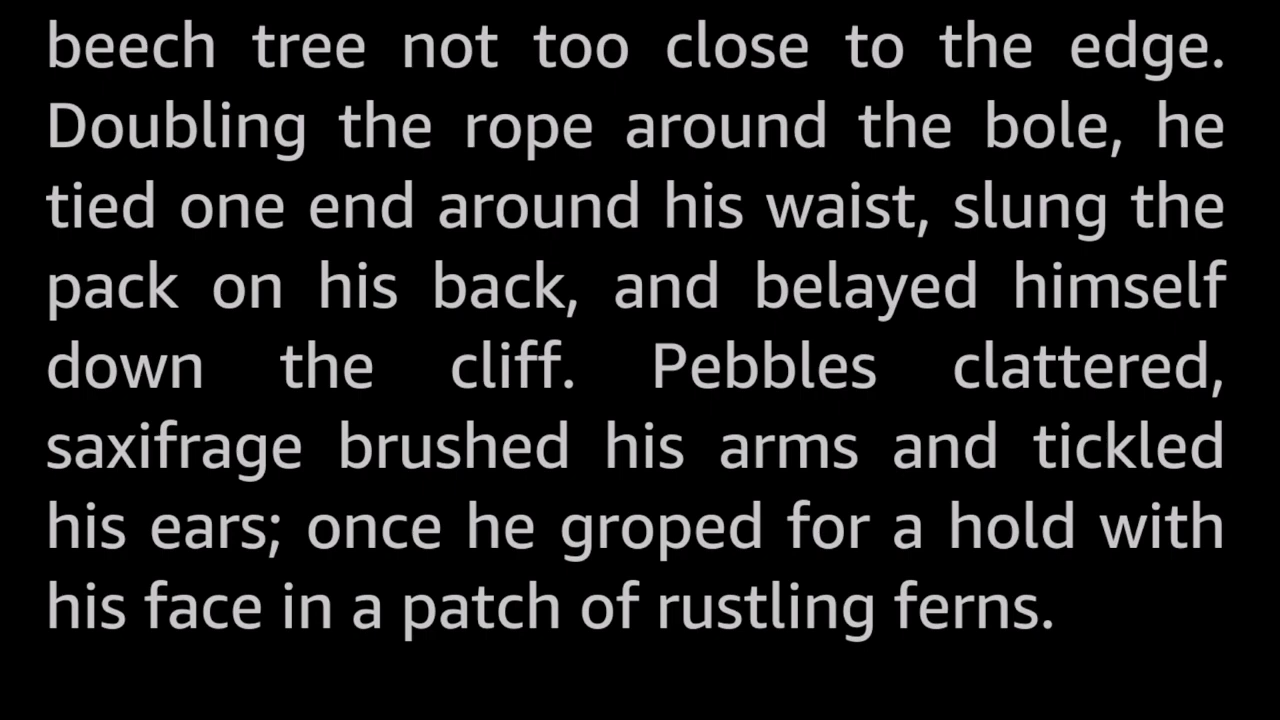 beech tree not too close to the edge.
Doubling the rope around the bole, he
tied one end around his waist, slung the
pack on his back, and belayed himself
down the cliff. Pebbles clattered,
saxifrage brushed his arms and tickled
his ears; once he groped for a hold with
his face in a patch of rustling ferns.